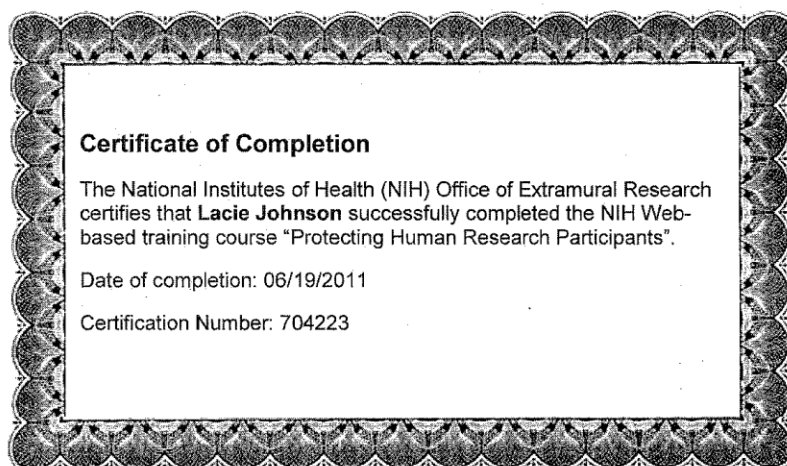 Certificate of Completion
The National Institutes of Health (NIH) Office of Extramural Research
certifies that Lacie Johnson successfully completed the NIH Web-
based training course “Protecting Human Research Participants”.
Date of completion: 06/19/2011
Certification Number: 704223